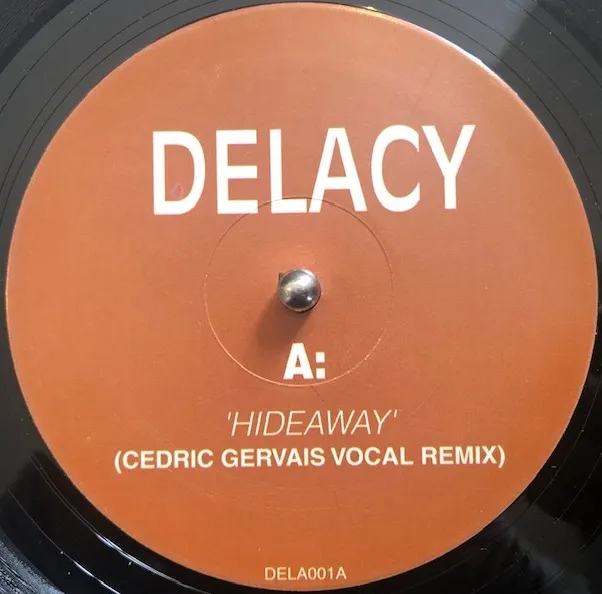 DELACY
A:
'HIDEAWAY'
(CEDRIC GERVAIS VOCAL REMIX)
DELA001A